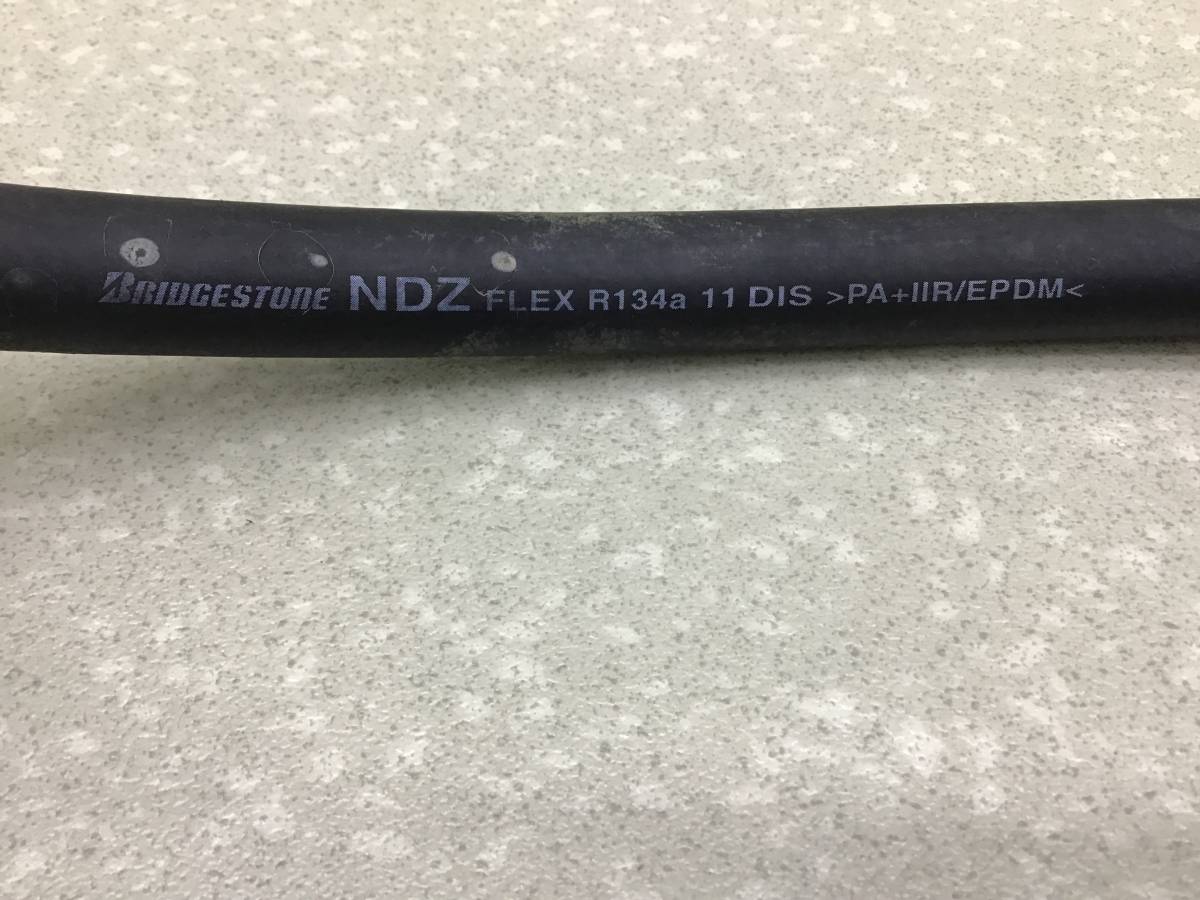 BRIDGESTONE NDZ FLEX R134a 11 DIS >PA+IIR/EPDM<